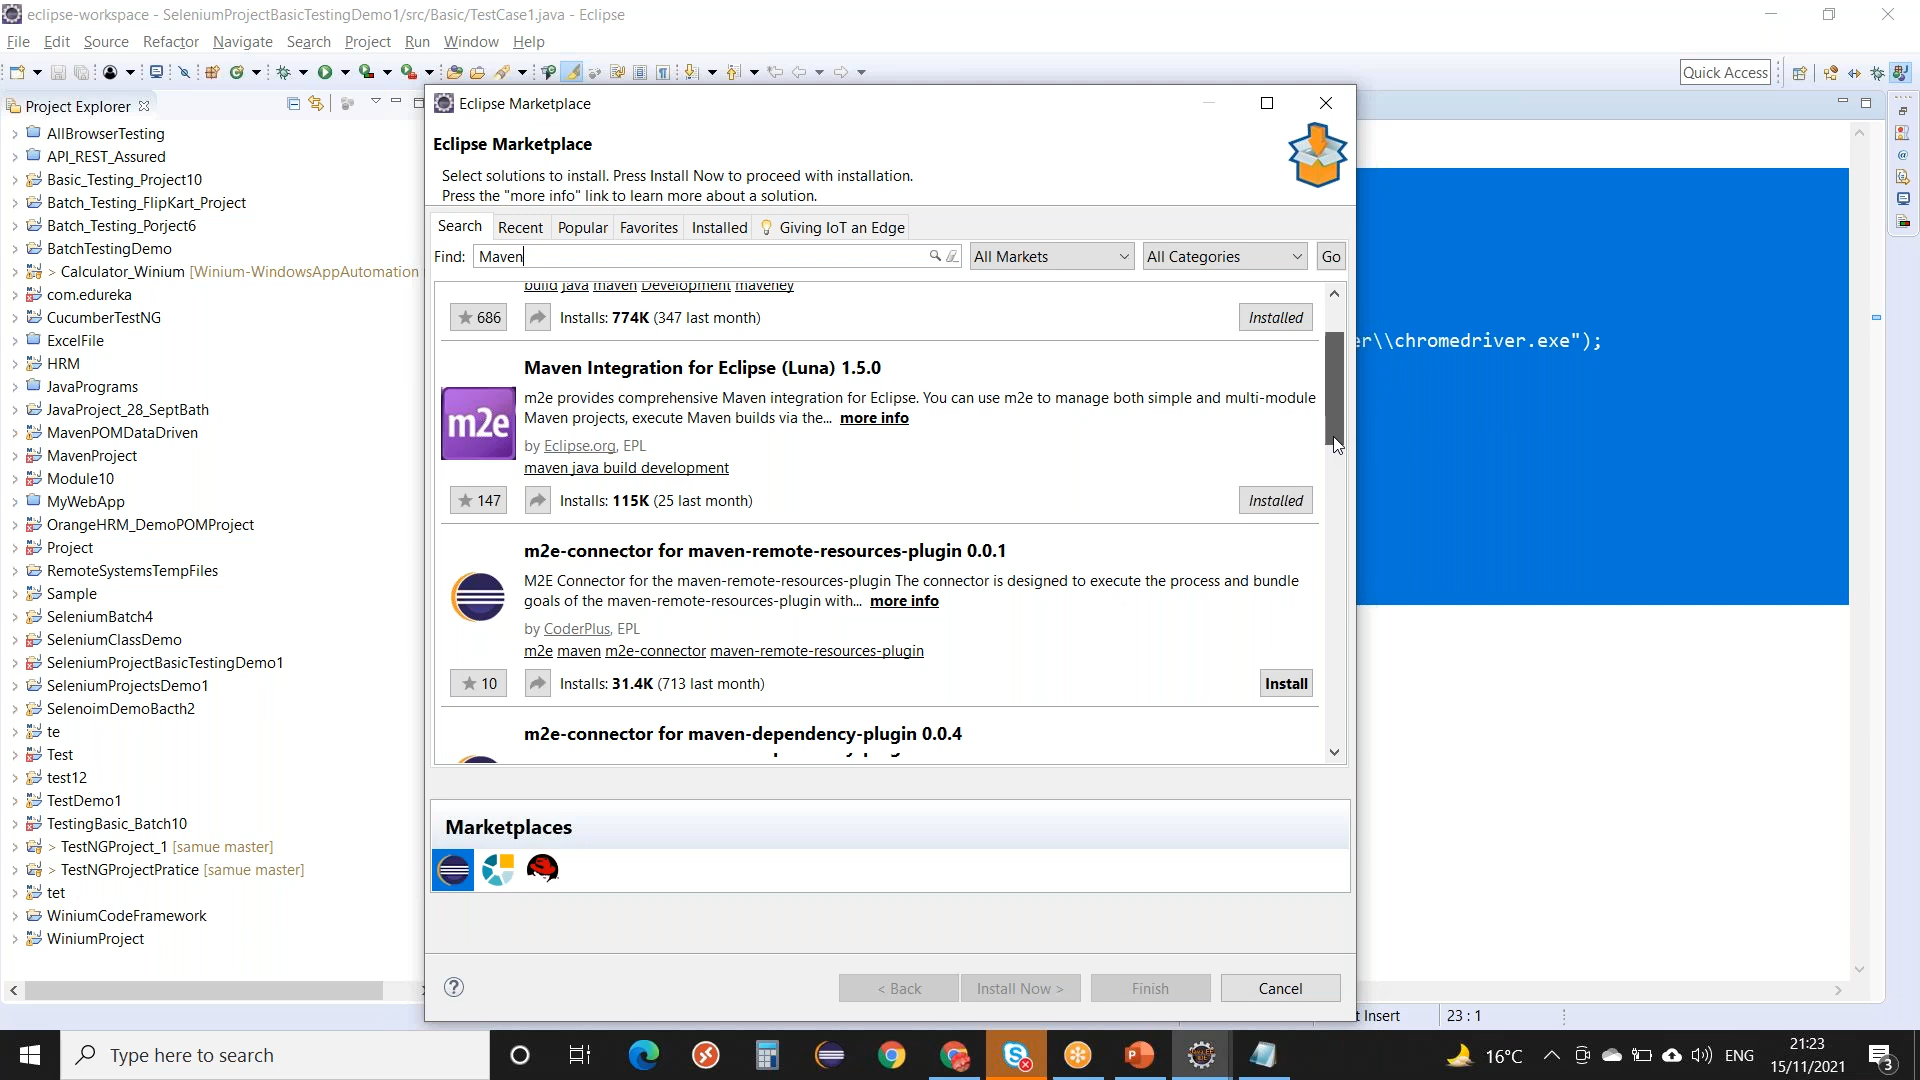 eclipse-workspace - SeleniumProjectBasicTestingDemo1/src/Basic/TestCase1.java - Eclipse
File Edit Source Refactor Navigate Search Project Run Window Help
Quick Access
Project Explorer
AllBrowserTesting
API_REST_Assured
Basic_Testing_Project10
Batch_Testing_FlipKart_Project
Batch_Testing_Porject6
BatchTestingDemo
> Calculator_Winium [Winium-WindowsAppAutomation
com.edureka
CucumberTestNG
ExcelFile
HRM
JavaPrograms
JavaProject_28_SeptBath
MavenPOMDataDriven
MavenProject
Module10
MyWebApp
OrangeHRM_DemoPOMProject
Project
RemoteSystemsTempFiles
Sample
SeleniumBatch4
SeleniumClassDemo
SeleniumProjectBasicTestingDemo1
SeleniumProjectsDemo1
SelenoimDemoBacth2
te
Test
test12
TestDemo1
TestingBasic_Batch10
> TestNGProject_1 [samue master]
> TestNGProjectPratice [samue master]
tet
WiniumCodeFramework
WiniumProject
Eclipse Marketplace
Eclipse Marketplace
Select solutions to install. Press Install Now to proceed with installation.
Press the "more info" link to learn more about a solution.
Search Recent Popular Favorites Installed Giving IoT an Edge
Find: Maven All Markets All Categories Go
build java maven Development maveney
686 Installs: 774K (347 last month) Installed
Maven Integration for Eclipse (Luna) 1.5.0
m2e
m2e provides comprehensive Maven integration for Eclipse. You can use m2e to manage both simple and multi-module
Maven projects, execute Maven builds via the... more info
by Eclipse.org, EPL
maven java build development
147 Installs: 115K (25 last month) Installed
m2e-connector for maven-remote-resources-plugin 0.0.1
M2E Connector for the maven-remote-resources-plugin The connector is designed to execute the process and bundle
goals of the maven-remote-resources-plugin with... more info
by CoderPlus, EPL
m2e maven m2e-connector maven-remote-resources-plugin
10 Installs: 31.4K (713 last month) Install
m2e-connector for maven-dependency-plugin 0.0.4
Marketplaces
< Back Install Now > Finish Cancel
er\\chromedriver.exe");
t Insert 23 : 1
Type here to search
16°C ENG
21:23
15/11/2021
3